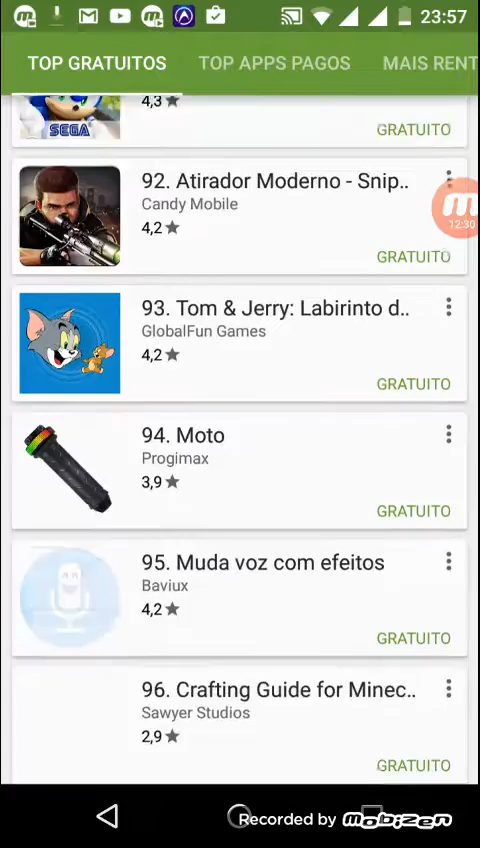 23:57
TOP GRATUITOS TOP APPS PAGOS MAIS RENT
4,3
SEGA
GRATUITO
92. Atirador Moderno - Snip..
Candy Mobile
4,2
12:30
GRATUITO
93. Tom & Jerry: Labirinto d..
GlobalFun Games
4,2
GRATUITO
94. Moto
Progimax
3,9
GRATUITO
95. Muda voz com efeitos
Baviux
4,2
GRATUITO
96. Crafting Guide for Minec..
Sawyer Studios
2,9
GRATUITO
Recorded by Mobizen